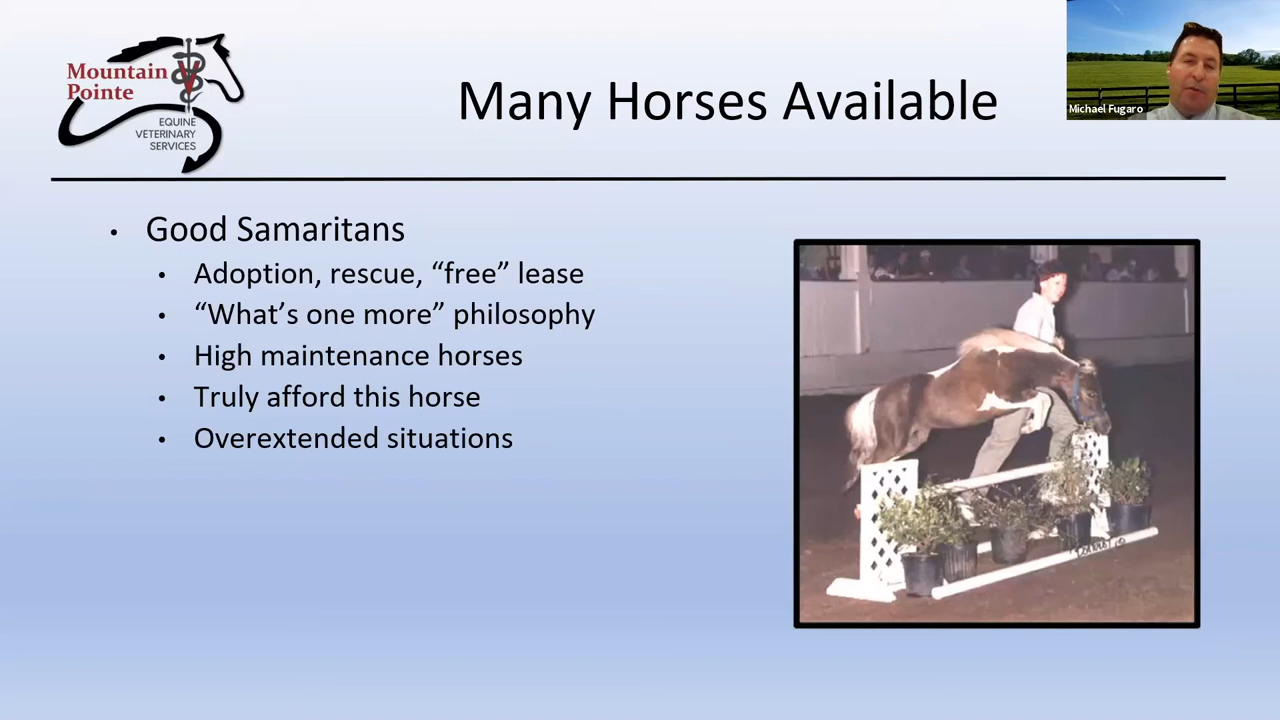 Mountain
Pointe
EQUINE
VETERINARY
SERVICES
Many Horses Available
Michael Fugaro
• Good Samaritans
• Adoption, rescue, “free” lease
• “What’s one more” philosophy
• High maintenance horses
• Truly afford this horse
• Overextended situations